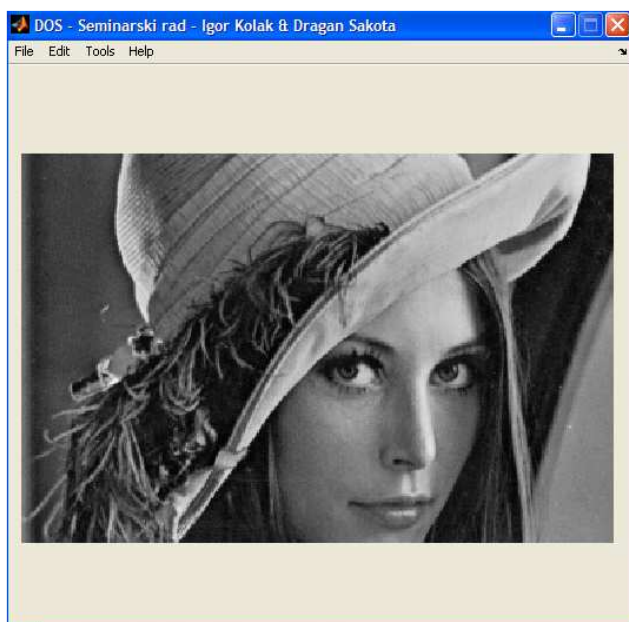 DOS - Seminarski rad - Igor Kolak & Dragan Sakota
File Edit Tools Help